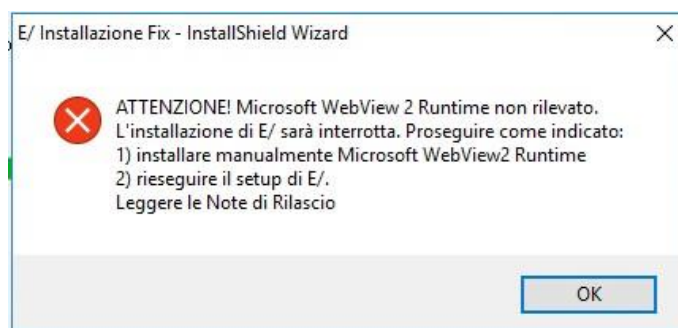 E/ Installazione Fix - InstallShield Wizard
ATTENZIONE! Microsoft WebView 2 Runtime non rilevato.
L'installazione di E/ sarà interrotta. Proseguire come indicato:
1) installare manualmente Microsoft WebView2 Runtime
2) rieseguire il setup di E/.
Leggere le Note di Rilascio
OK